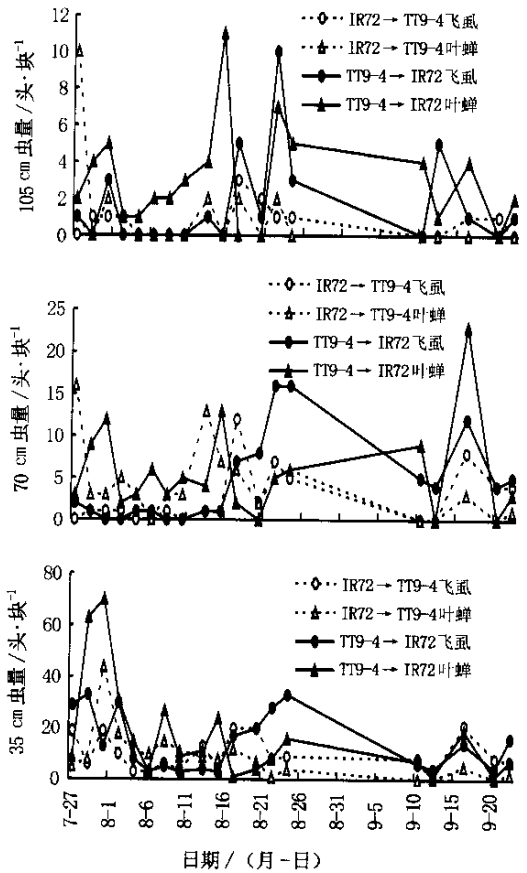 12
10
8
6
4
2
0
105 cm虫量/头·块⁻¹
IR72→TT9-4飞虱
IR72→TT9-4叶蝉
TT9-4→IR72飞虱
TT9-4→IR72叶蝉
25
20
15
10
5
0
70 cm虫量/头·块⁻¹
IR72→TT9-4飞虱
IR72→TT9-4叶蝉
TT9-4→IR72飞虱
TT9-4→IR72叶蝉
80
60
40
20
0
35 cm虫量/头·块⁻¹
IR72→TT9-4飞虱
IR72→TT9-4叶蝉
TT9-4→IR72飞虱
TT9-4→IR72叶蝉
7-27
8-1
8-6
8-11
8-16
8-21
8-26
8-31
9-5
9-10
9-15
9-20
日期/(月-日)